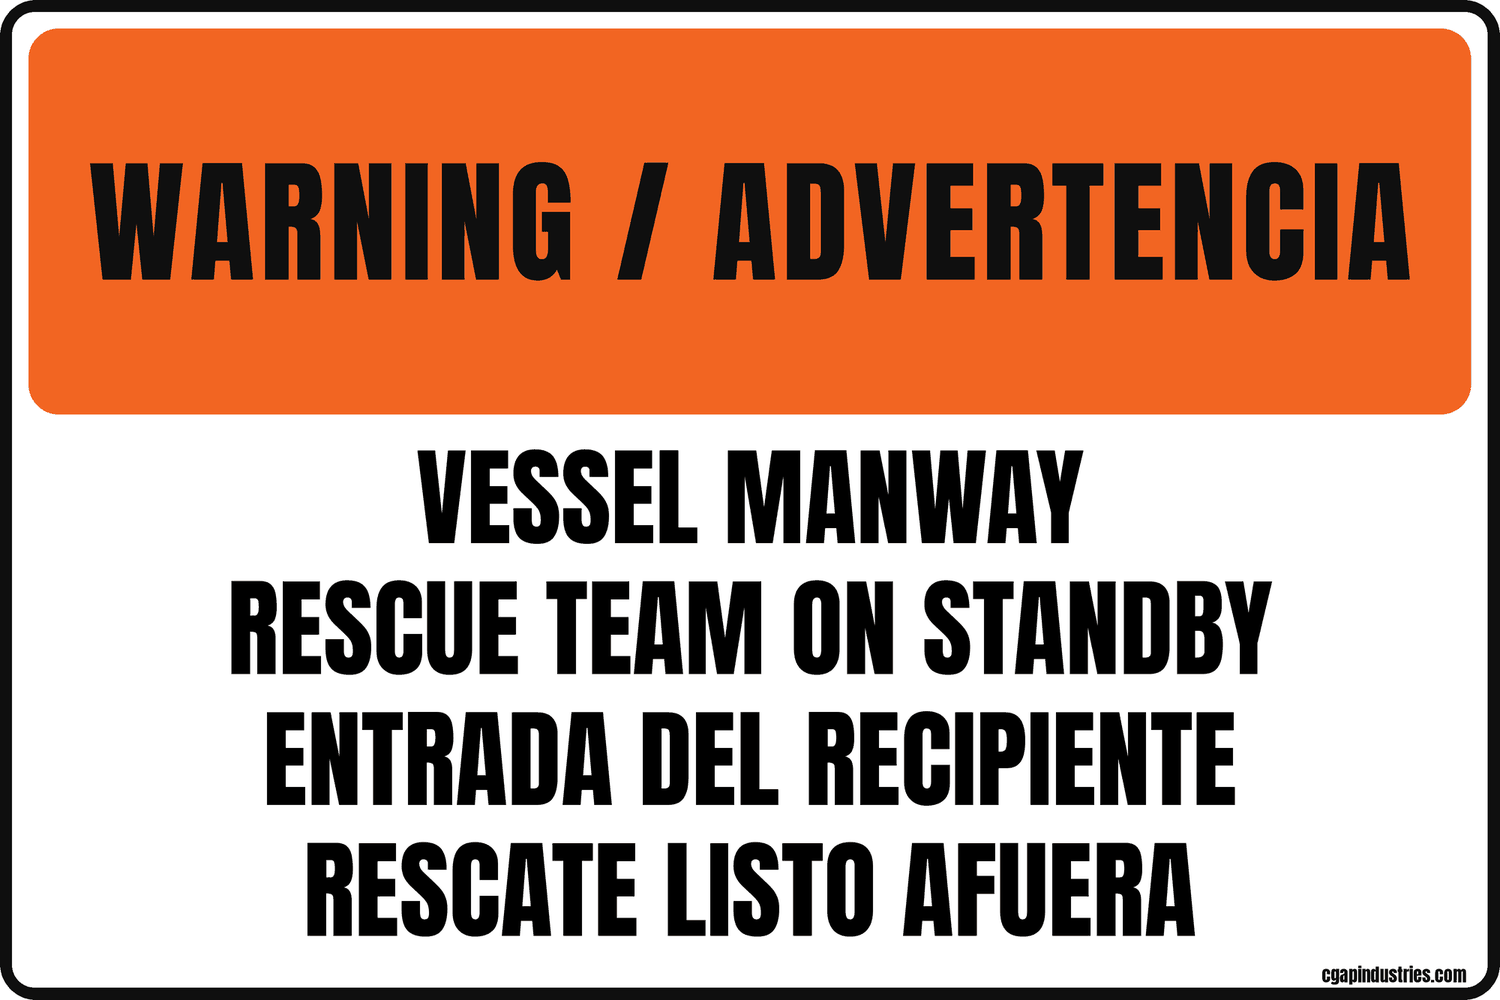 WARNING / ADVERTENCIA
VESSEL MANWAY
RESCUE TEAM ON STANDBY
ENTRADA DEL RECIPIENTE
RESCATE LISTO AFUERA
cgapindustries.com